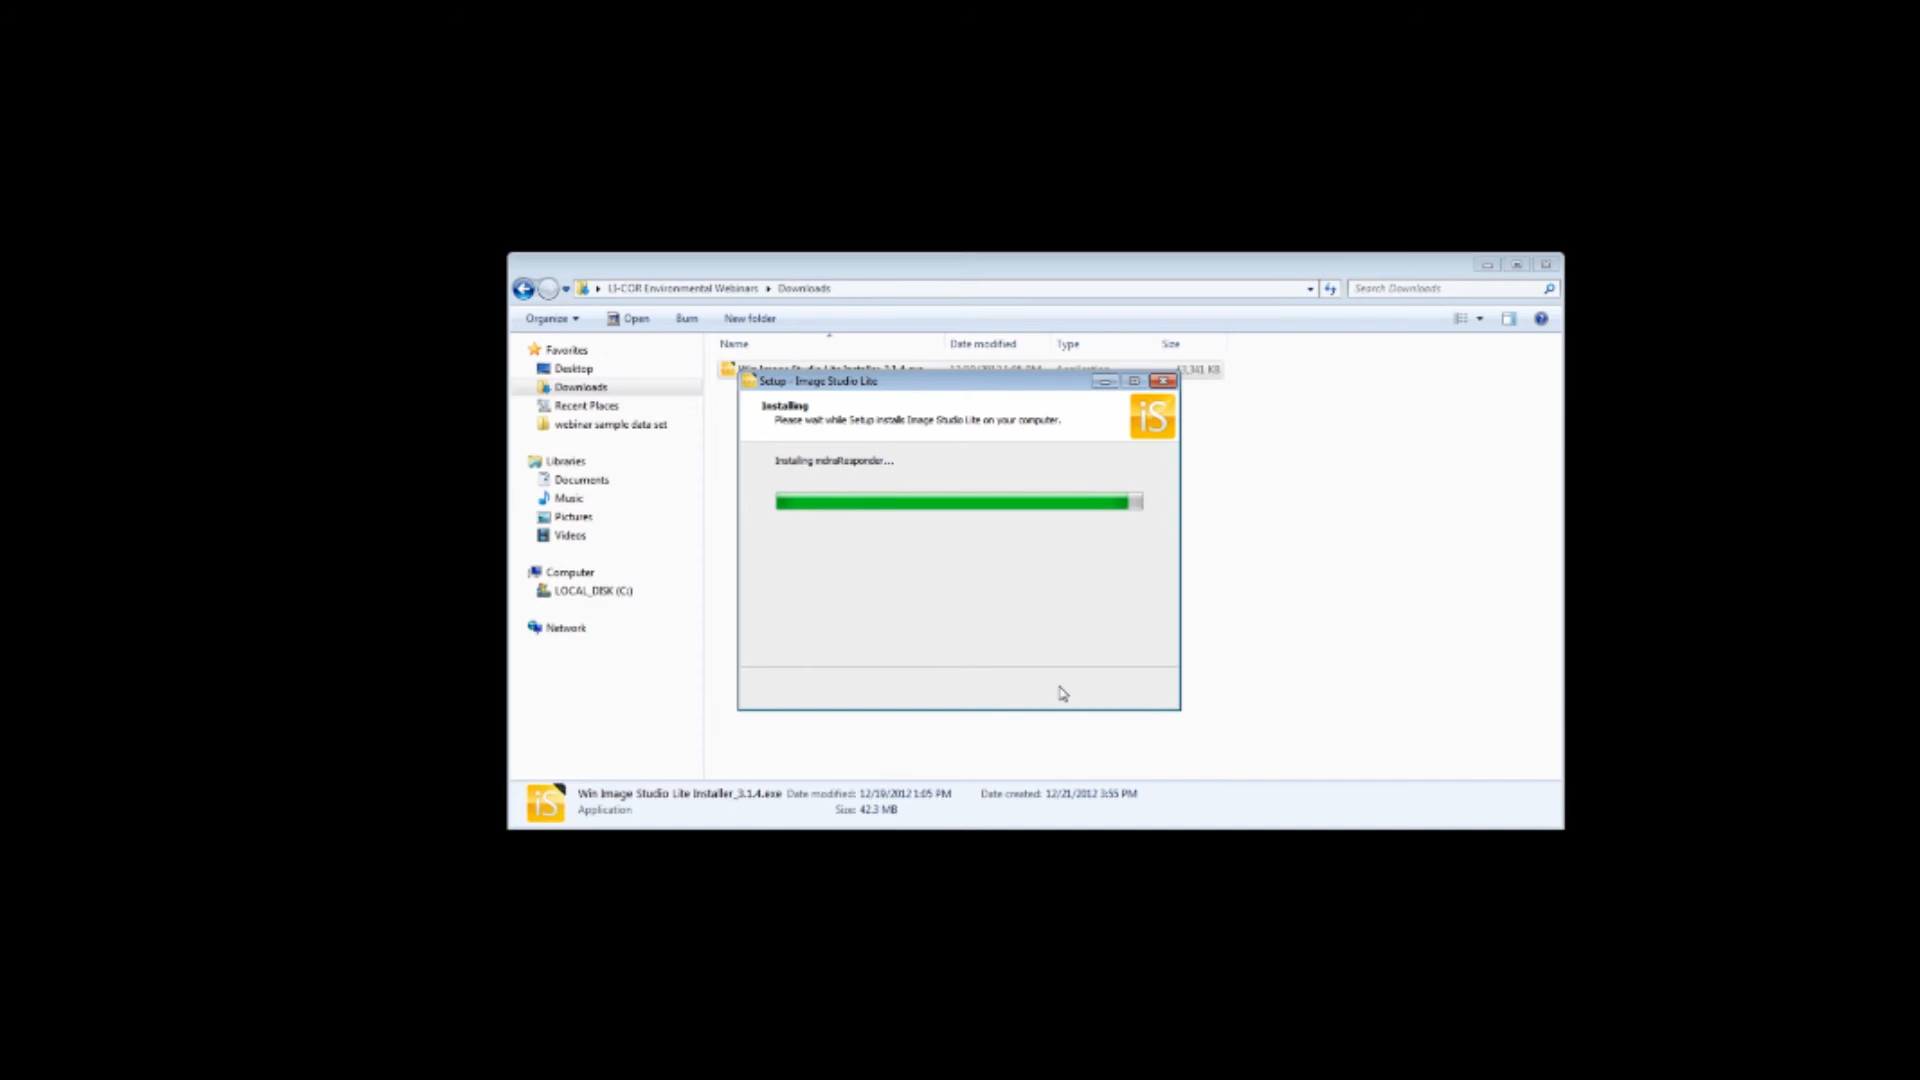 LI-COR Environmental Webinars
Downloads
Search Downloads
Organize
Open
Burn
New folder
Name
Date modified
Type
Size
Favorites
Desktop
Downloads
Recent Places
webinar sample data set
Libraries
Documents
Music
Pictures
Videos
Computer
LOCAL_DISK (C:)
Network
Setup - Image Studio Lite
Installing
Please wait while Setup installs Image Studio Lite on your computer.
iS
Installing mdnsResponder...
iS
Win Image Studio Lite Installer_3.1.4.exe Date modified: 12/19/2012 1:05 PM Date created: 12/21/2012 3:55 PM
Application Size: 42.3 MB